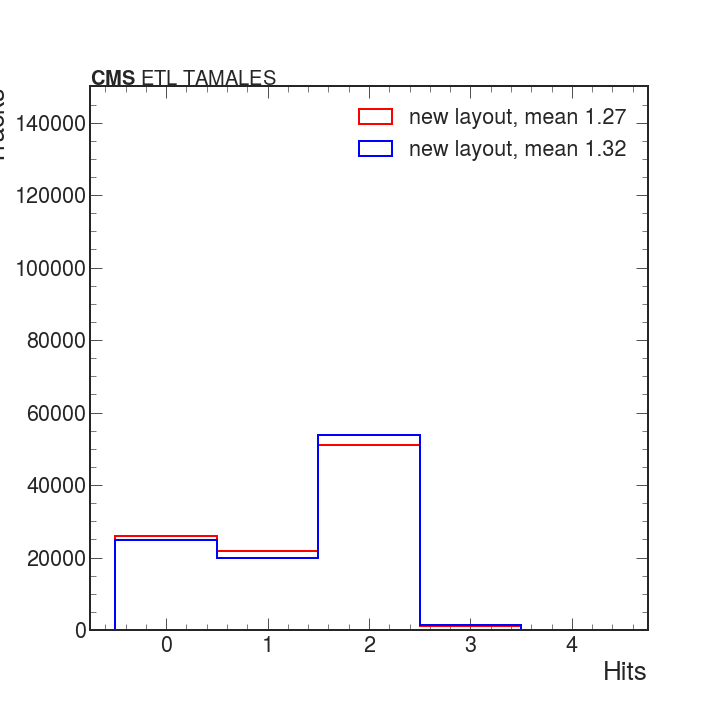 CMS ETL TAMALES
new layout, mean 1.27
new layout, mean 1.32
140000
120000
100000
80000
60000
40000
20000
0
0 1 2 3 4
Hits